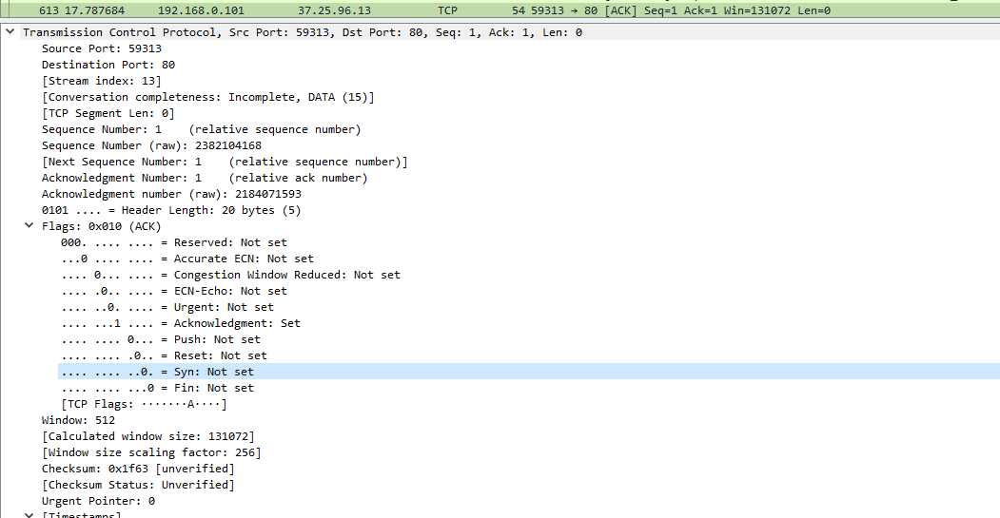 613 17.787684 192.168.0.101 37.25.96.13 TCP 54 59313 → 80 [ACK] Seq=1 Ack=1 Win=131072 Len=0
Transmission Control Protocol, Src Port: 59313, Dst Port: 80, Seq: 1, Ack: 1, Len: 0
Source Port: 59313
Destination Port: 80
[Stream index: 13]
[Conversation completeness: Incomplete, DATA (15)]
[TCP Segment Len: 0]
Sequence Number: 1 (relative sequence number)
Sequence Number (raw): 2382104168
[Next Sequence Number: 1 (relative sequence number)]
Acknowledgment Number: 1 (relative ack number)
Acknowledgment number (raw): 2184071593
0101 .... = Header Length: 20 bytes (5)
Flags: 0x010 (ACK)
000. .... .... = Reserved: Not set
...0 .... .... = Accurate ECN: Not set
.... 0... .... = Congestion Window Reduced: Not set
.... .0.. .... = ECN-Echo: Not set
.... ..0. .... = Urgent: Not set
.... ...1 .... = Acknowledgment: Set
.... .... 0... = Push: Not set
.... .... .0.. = Reset: Not set
.... .... ..0. = Syn: Not set
.... .... ...0 = Fin: Not set
[TCP Flags: ·······A····]
Window: 512
[Calculated window size: 131072]
[Window size scaling factor: 256]
Checksum: 0x1f63 [unverified]
[Checksum Status: Unverified]
Urgent Pointer: 0
[Timestamps]